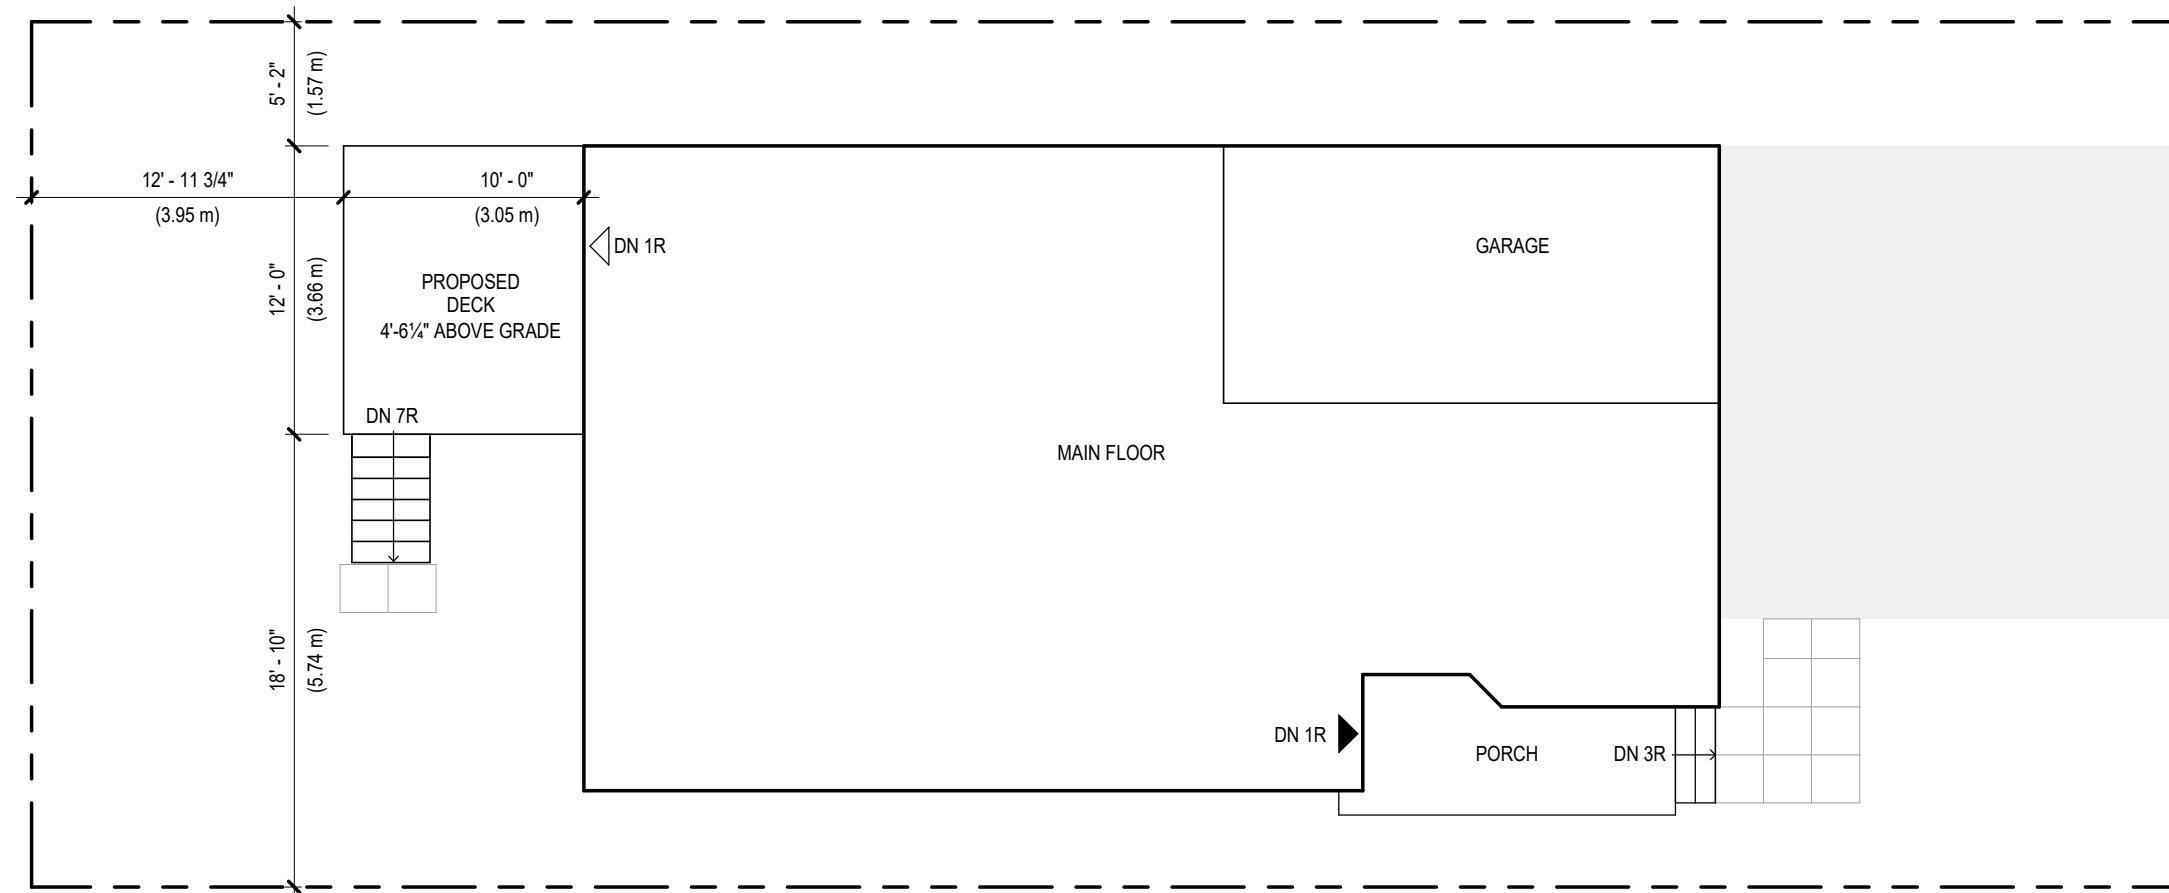 5' - 2"
(1.57 m)
12' - 11 3/4"
(3.95 m)
10' - 0"
(3.05 m)
DN 1R
GARAGE
12' - 0"
(3.66 m)
PROPOSED
DECK
4'-6¼" ABOVE GRADE
DN 7R
MAIN FLOOR
18' - 10"
(5.74 m)
DN 1R
PORCH
DN 3R